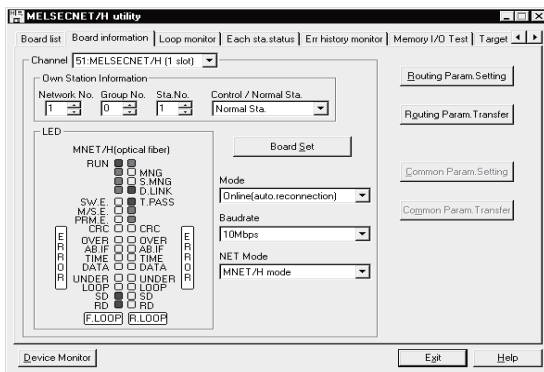 MELSECNET/H utility
Board list Board information Loop monitor Each sta.status Err history monitor Memory I/O Test Target
Channel 51:MELSECNET/H (1 slot)
Own Station Information
Network No. Group No. Sta.No. Control / Normal Sta.
1 0 1 Normal Sta.
Routing Param.Setting
Routing Param.Transfer
Common Param.Setting
Common Param.Transfer
LED
MNET/H(optical fiber)
RUN
MNG
S.MNG
D.LINK
SW.E. T.PASS
M/S.E.
PRM.E.
CRC CRC
OVER OVER
AB.IF AB.IF
TIME TIME
DATA DATA
UNDER UNDER
LOOP LOOP
SD SD
RD RD
ERROR ERROR
F.LOOP R.LOOP
Board Set
Mode
Online(auto.reconnection)
Baudrate
10Mbps
NET Mode
MNET/H mode
Device Monitor Exit Help